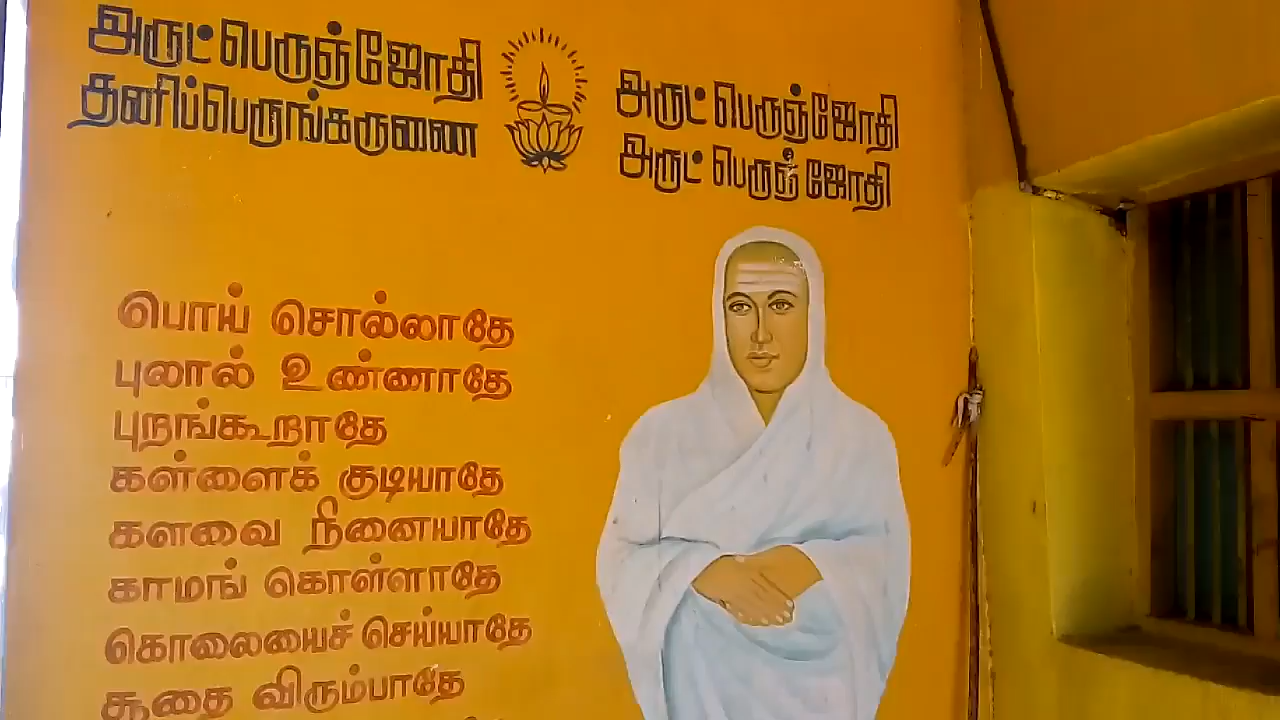 அருட்பெருஞ்ஜோதி
தனிப்பெருங்கருணை
அருட்பெருஞ்ஜோதி
அருட் பெருஞ் ஜோதி
பொய் சொல்லாதே
புலால் உண்ணாதே
புறங்கூறாதே
கள்ளைக் குடியாதே
களவை நினையாதே
காமங் கொள்ளாதே
கொலையைச் செய்யாதே
சூதை விரும்பாதே